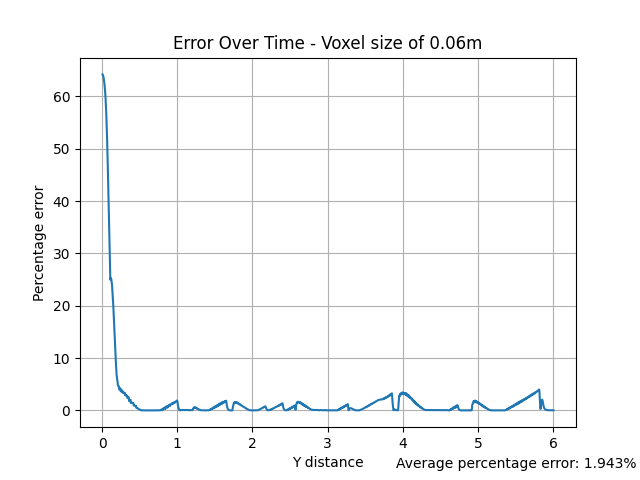 Error Over Time - Voxel size of 0.06m
Percentage error
60
50
40
30
20
10
0
0 1 2 3 4 5 6
Y distance
Average percentage error: 1.943%